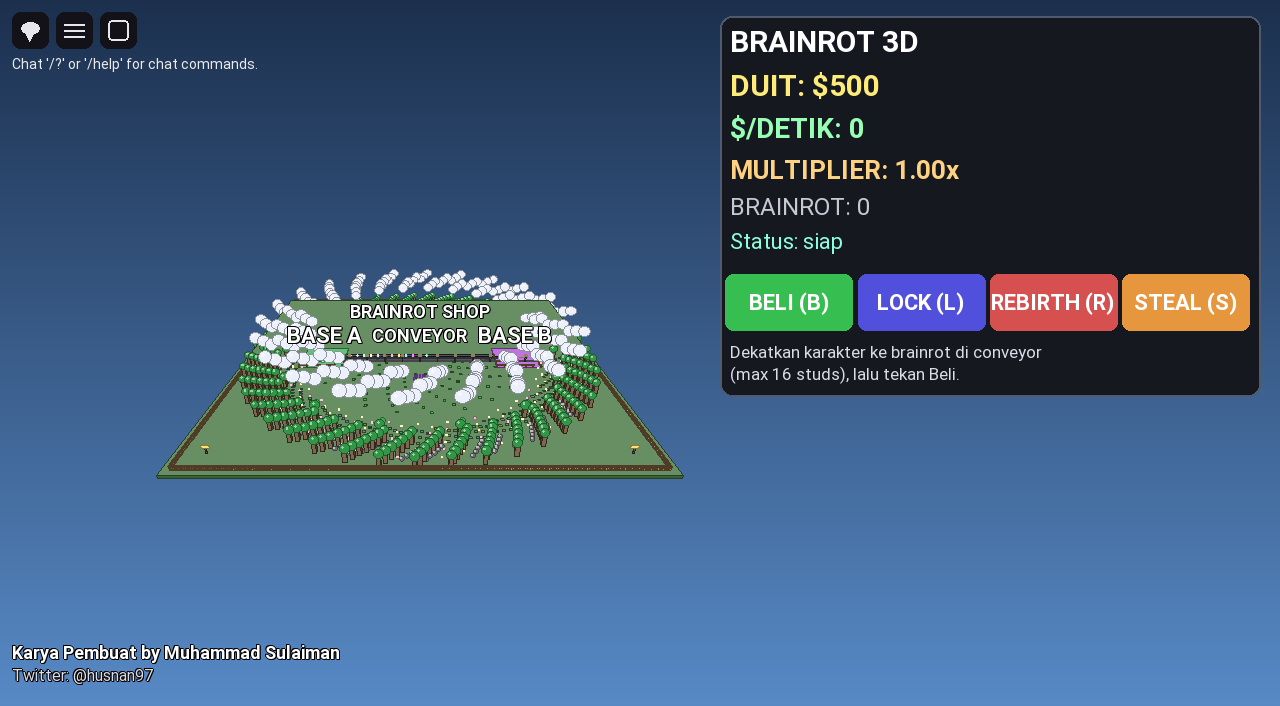 Chat '/?' or '/help' for chat commands.
BRAINROT 3D
DUIT: $500
$/DETIK: 0
MULTIPLIER: 1.00x
BRAINROT: 0
Status: siap
BELI (B)
LOCK (L)
REBIRTH (R)
STEAL (S)
Dekatkan karakter ke brainrot di conveyor
(max 16 studs), lalu tekan Beli.
BRAINROT SHOP
BASE A
CONVEYOR
BASE B
Karya Pembuat by Muhammad Sulaiman
Twitter: @husnan97